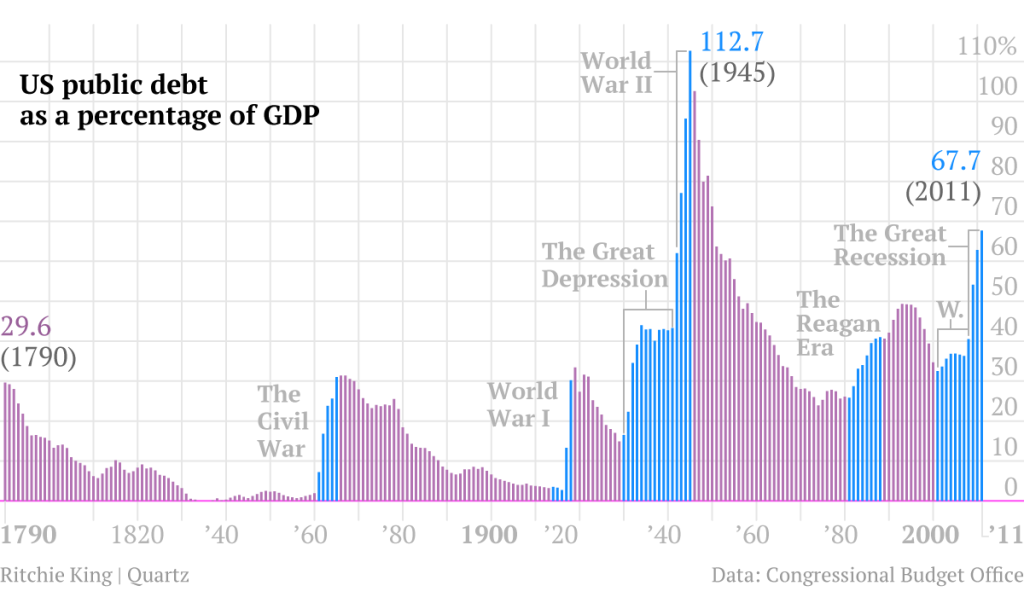 US public debt
as a percentage of GDP
112.7
(1945)
World
War II
110%
100
90
80
70
60
50
40
30
20
10
0
67.7
(2011)
The Great
Recession
The Great
Depression
The
Reagan
Era
W.
29.6
(1790)
The
Civil
War
World
War I
1790 1820 ’40 ’60 ’80 1900 ’20 ’40 ’60 ’80 2000 ’11
Ritchie King | Quartz
Data: Congressional Budget Office